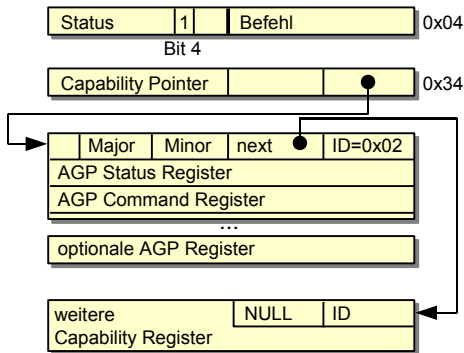 Status 1 Befehl 0x04
Bit 4
Capability Pointer 0x34
Major Minor next ID=0x02
AGP Status Register
AGP Command Register
...
optionale AGP Register
weitere NULL ID
Capability Register